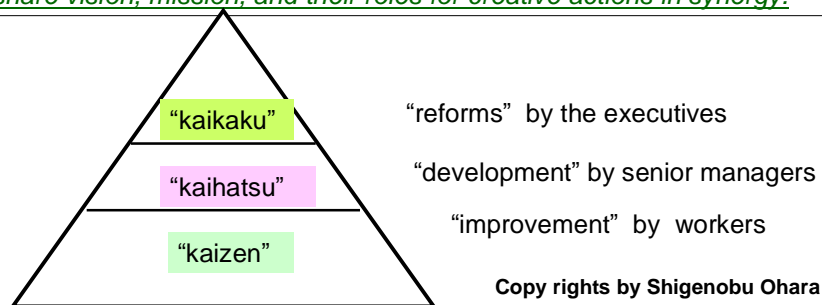 share vision, mission, and their roles for creative actions in synergy.
“kaikaku” “reforms” by the executives
“kaihatsu” “development” by senior managers
“kaizen” “improvement” by workers
Copy rights by Shigenobu Ohara